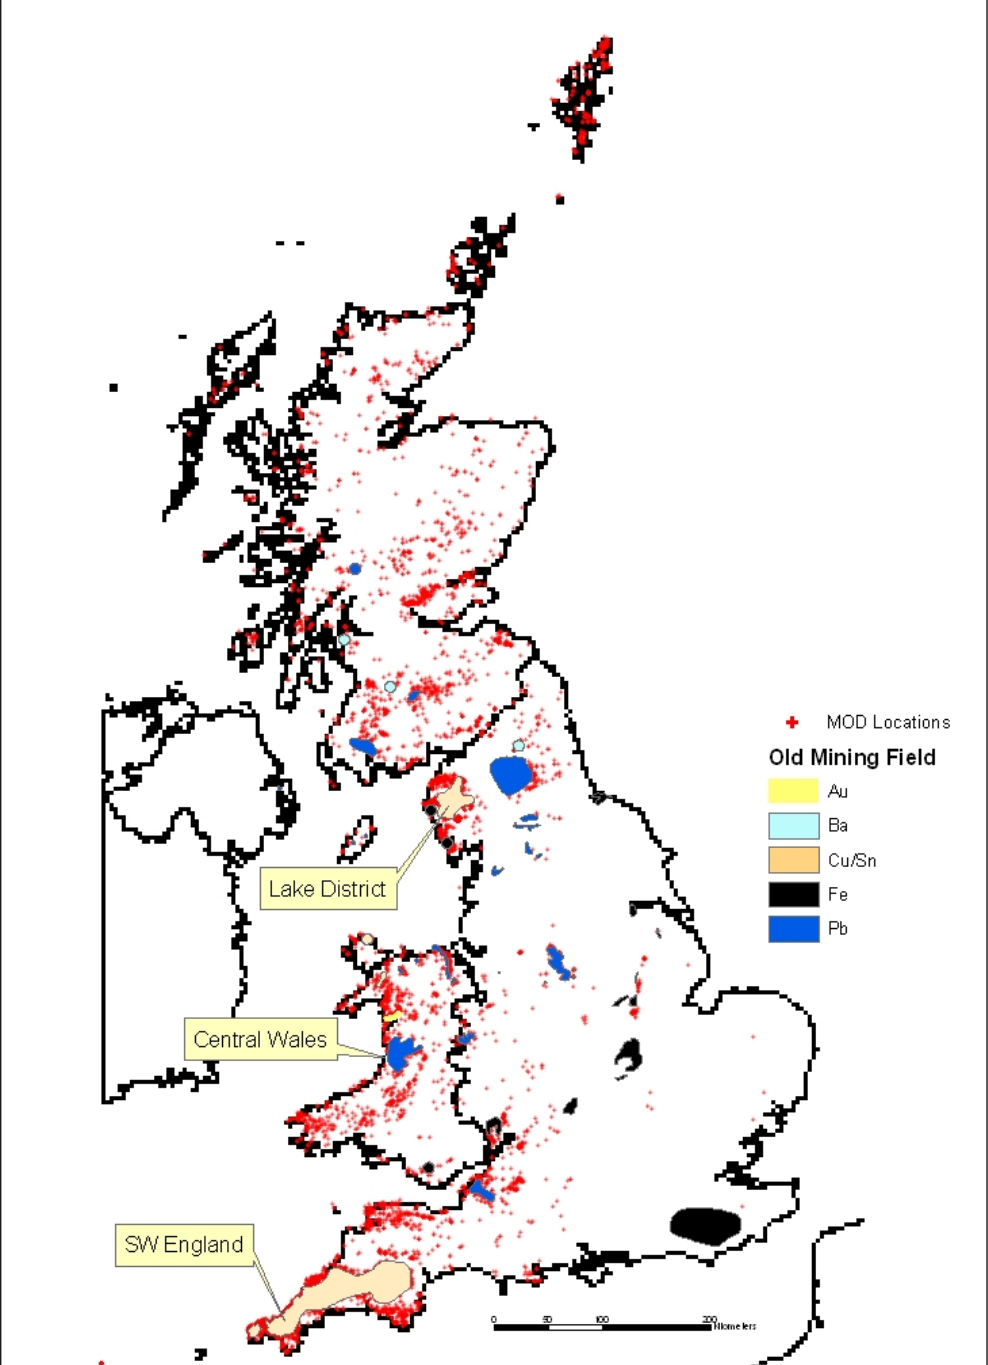 MOD Locations
Old Mining Field
Au
Ba
Cu/Sn
Fe
Pb
Lake District
Central Wales
SW England
0 50 100 200
Kilometers